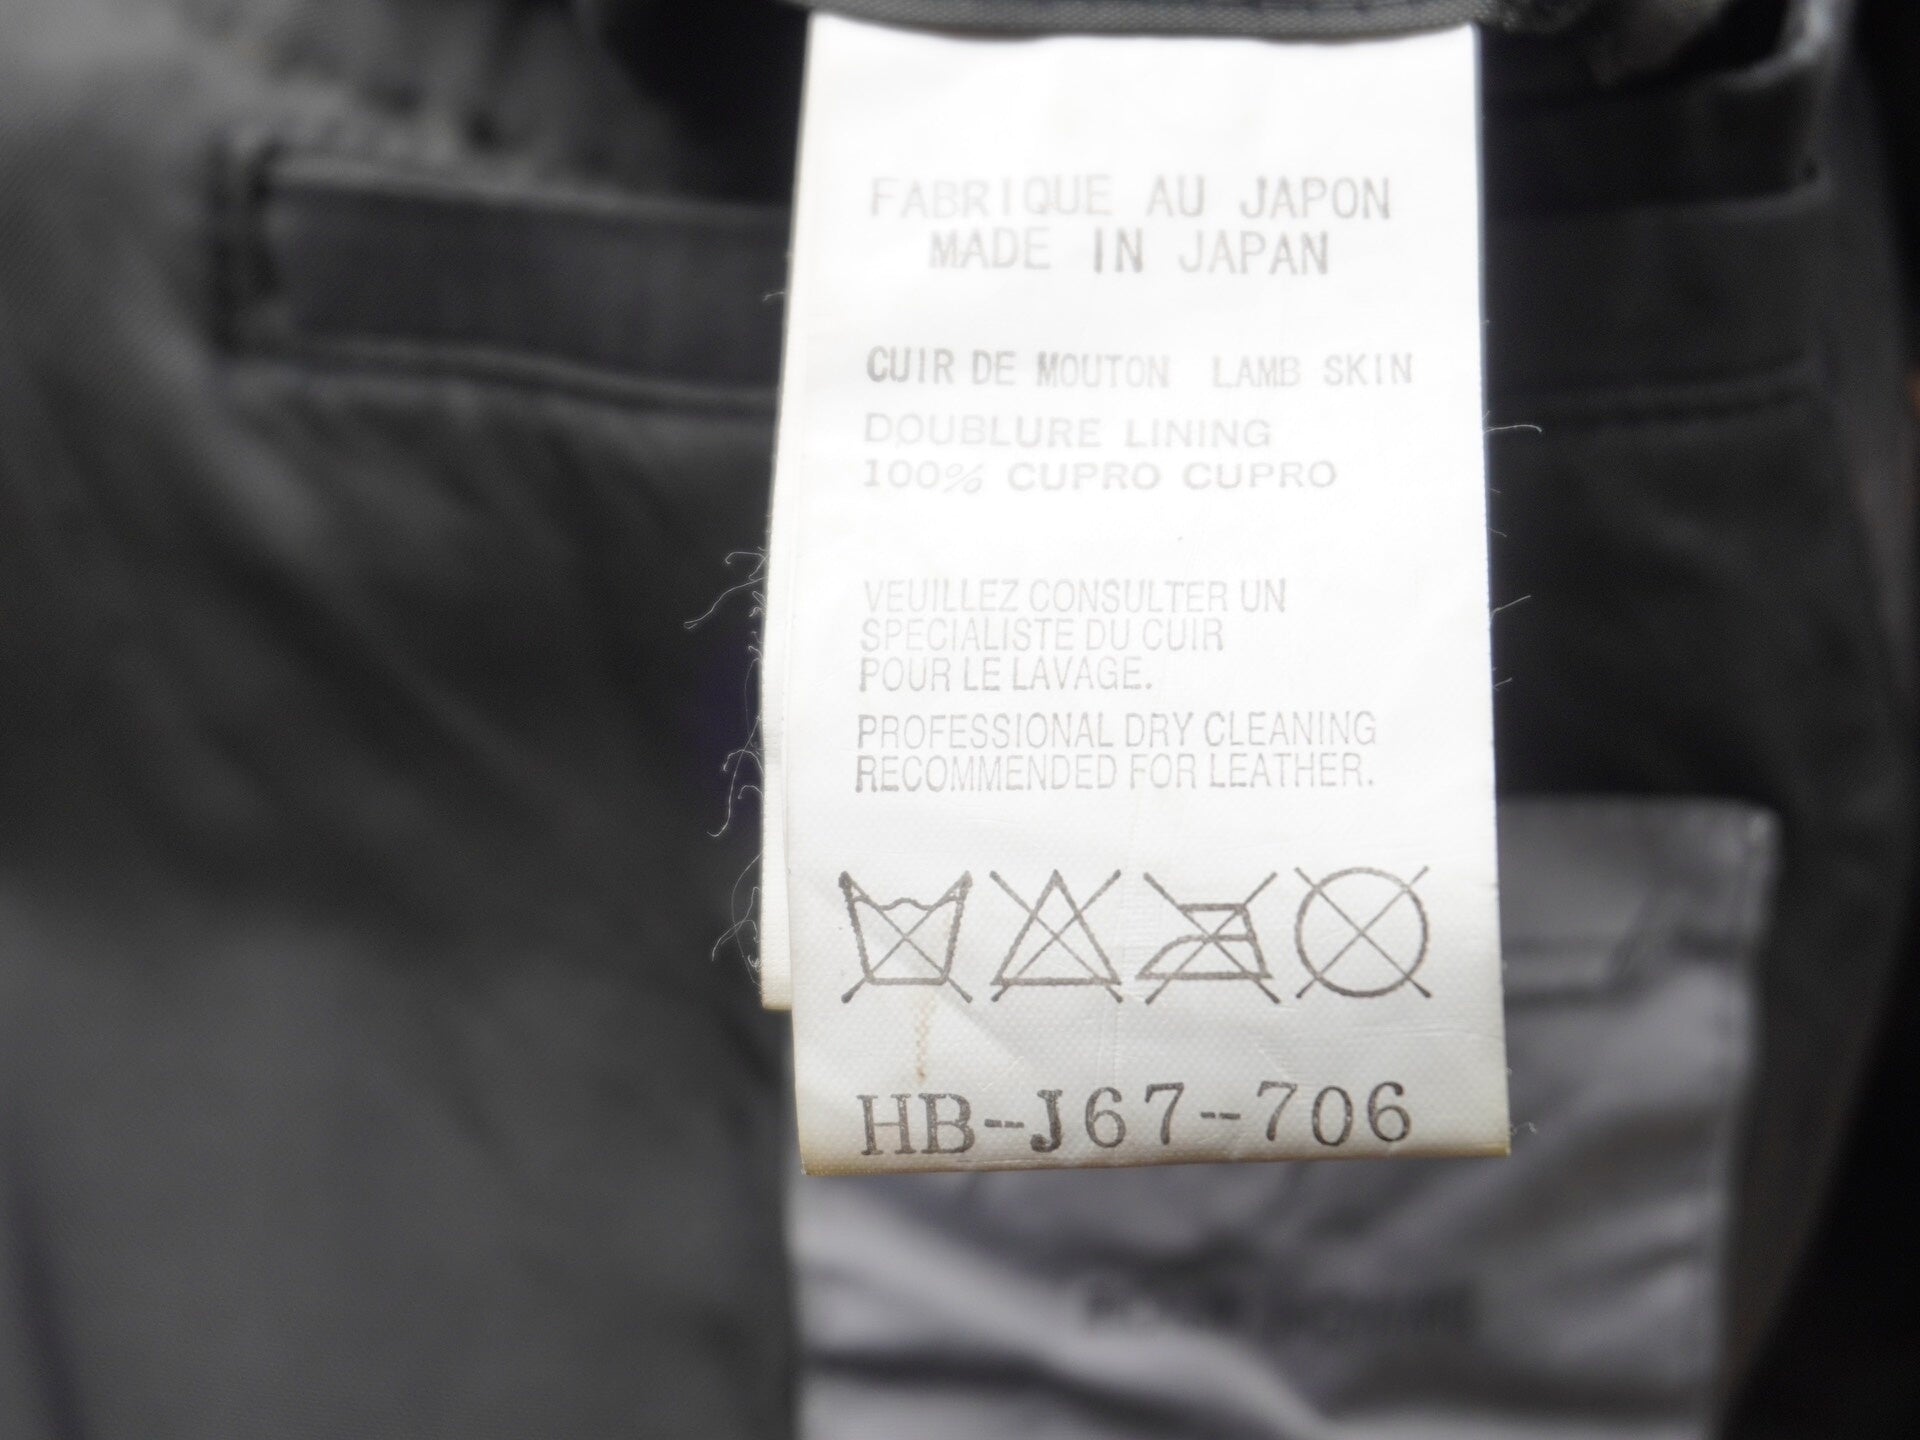 FABRIQUE AU JAPON
MADE IN JAPAN
CUIR DE MOUTON LAMB SKIN
DOUBLURE LINING
100% CUPRO CUPRO
VEUILLEZ CONSULTER UN
SPECIALISTE DU CUIR
POUR LE LAVAGE.
PROFESSIONAL DRY CLEANING
RECOMMENDED FOR LEATHER.
HB-J67-706